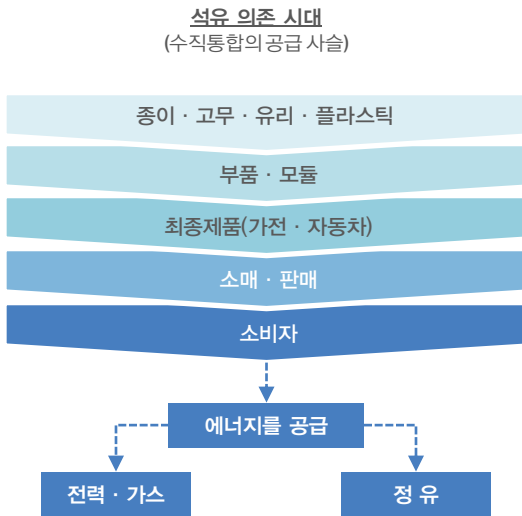 석유 의존 시대
(수직통합의 공급 사슬)
종이 · 고무 · 유리 · 플라스틱
부품 · 모듈
최종제품(가전 · 자동차)
소매 · 판매
소비자
에너지를 공급
전력 · 가스
정 유